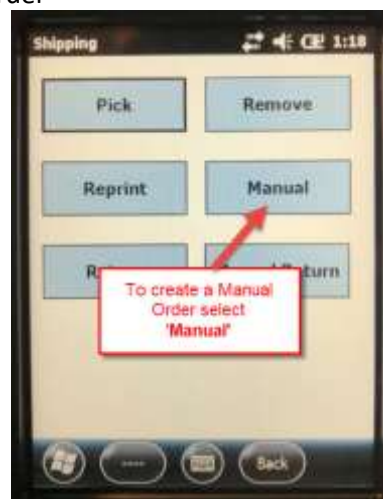 Shipping 1:18
Pick Remove
Reprint Manual
To create a Manual
Order select
'Manual'
Back